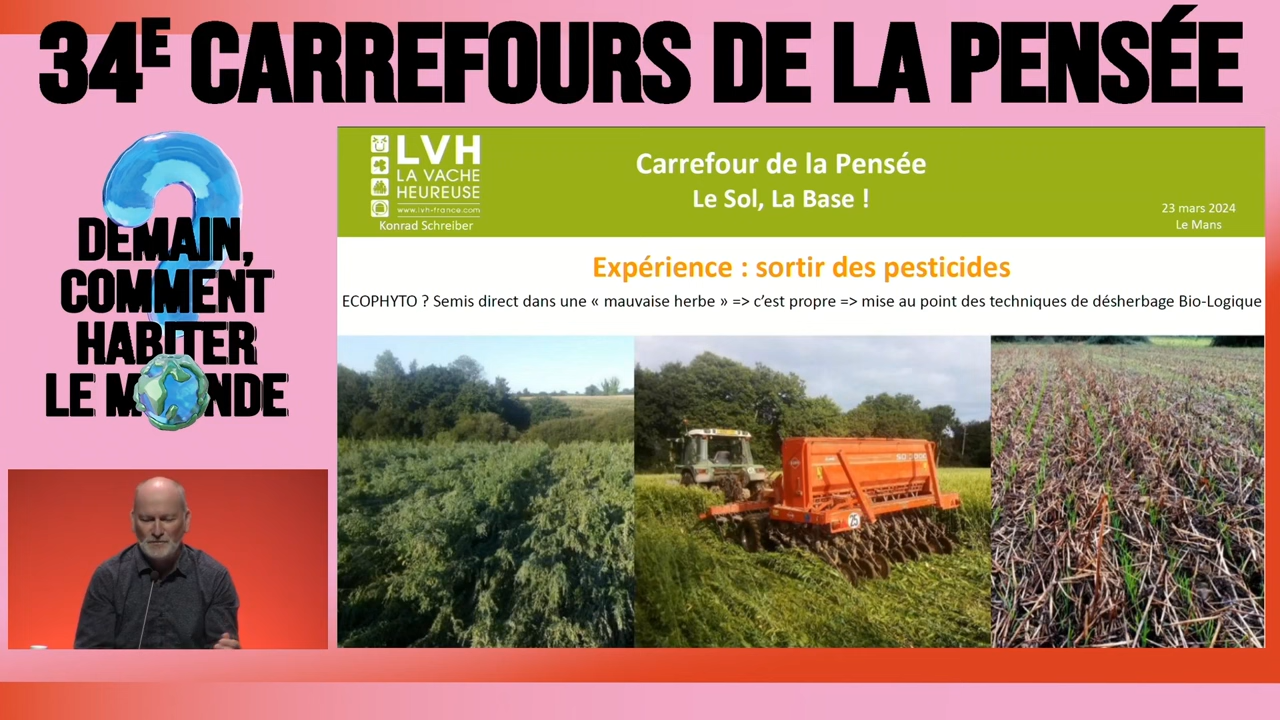 34E CARREFOURS DE LA PENSÉE
DEMAIN,
COMMENT
HABITER
LE MONDE
LVH
LA VACHE
HEUREUSE
www.lvh-france.com
Konrad Schreiber
Carrefour de la Pensée
Le Sol, La Base !
23 mars 2024
Le Mans
Expérience : sortir des pesticides
ECOPHYTO ? Semis direct dans une « mauvaise herbe » => c’est propre => mise au point des techniques de désherbage Bio-Logique
25